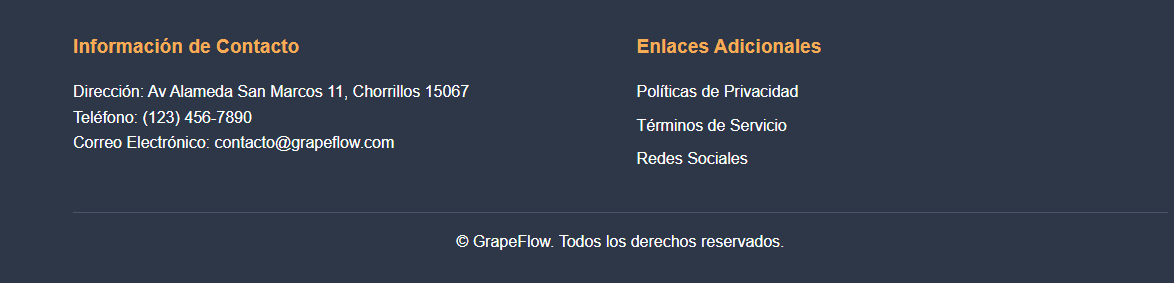 Información de Contacto
Dirección: Av Alameda San Marcos 11, Chorrillos 15067
Teléfono: (123) 456-7890
Correo Electrónico: contacto@grapeflow.com
Enlaces Adicionales
Políticas de Privacidad
Términos de Servicio
Redes Sociales
© GrapeFlow. Todos los derechos reservados.